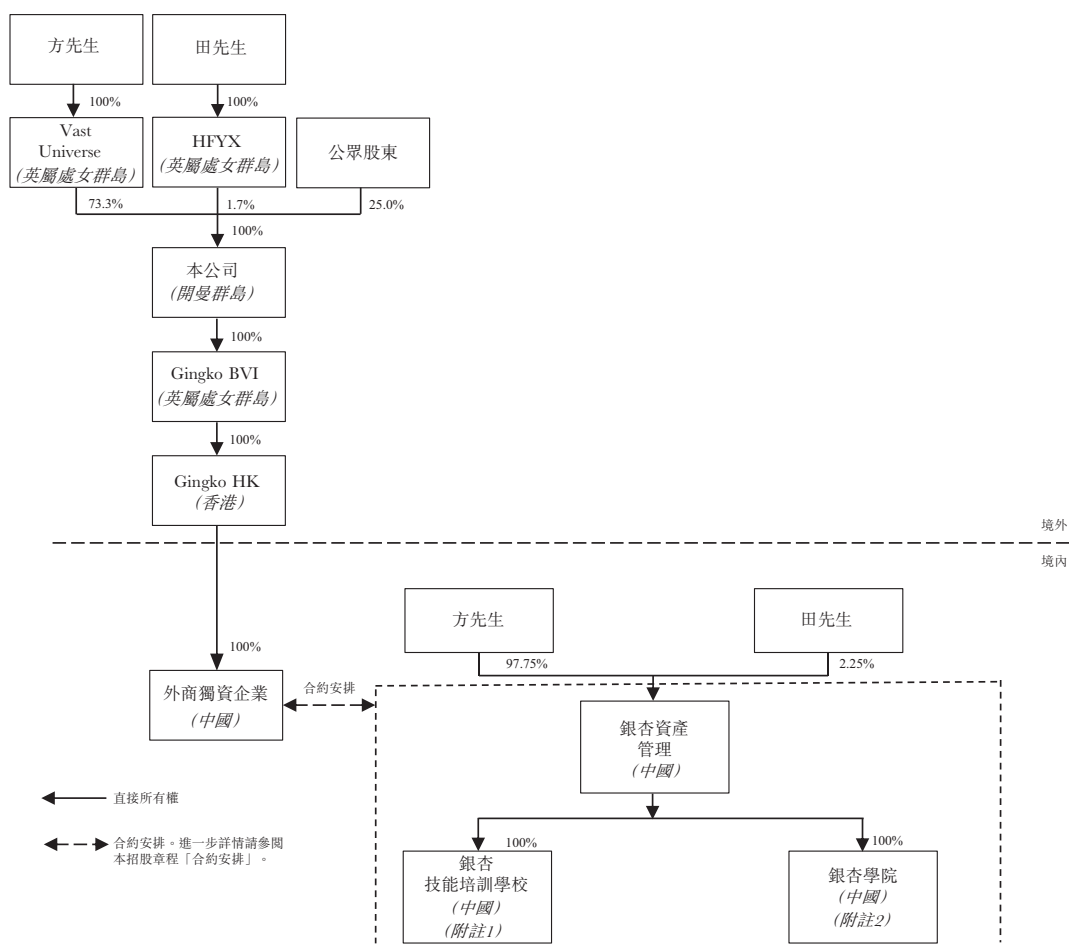 方先生
田先生
100%
100%
Vast
Universe
(英屬處女群島)
HFYX
(英屬處女群島)
公眾股東
73.3%
1.7%
25.0%
100%
本公司
(開曼群島)
100%
Gingko BVI
(英屬處女群島)
100%
Gingko HK
(香港)
境外
境內
方先生
田先生
100%
97.75%
2.25%
外商獨資企業
(中國)
合約安排
銀杏資產
管理
(中國)
直接所有權
合約安排。進一步詳情請參閱
本招股章程「合約安排」。
100%
100%
銀杏
技能培訓學校
(中國)
(附註1)
銀杏學院
(中國)
(附註2)